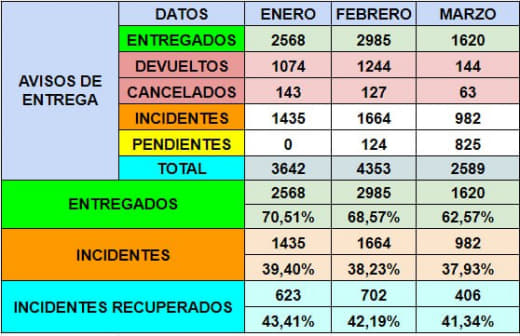 DATOS ENERO FEBRERO MARZO
AVISOS DE ENTREGA
ENTREGADOS 2568 2985 1620
DEVUELTOS 1074 1244 144
CANCELADOS 143 127 63
INCIDENTES 1435 1664 982
PENDIENTES 0 124 825
TOTAL 3642 4353 2589
ENTREGADOS
2568 2985 1620
70,51% 68,57% 62,57%
INCIDENTES
1435 1664 982
39,40% 38,23% 37,93%
INCIDENTES RECUPERADOS
623 702 406
43,41% 42,19% 41,34%